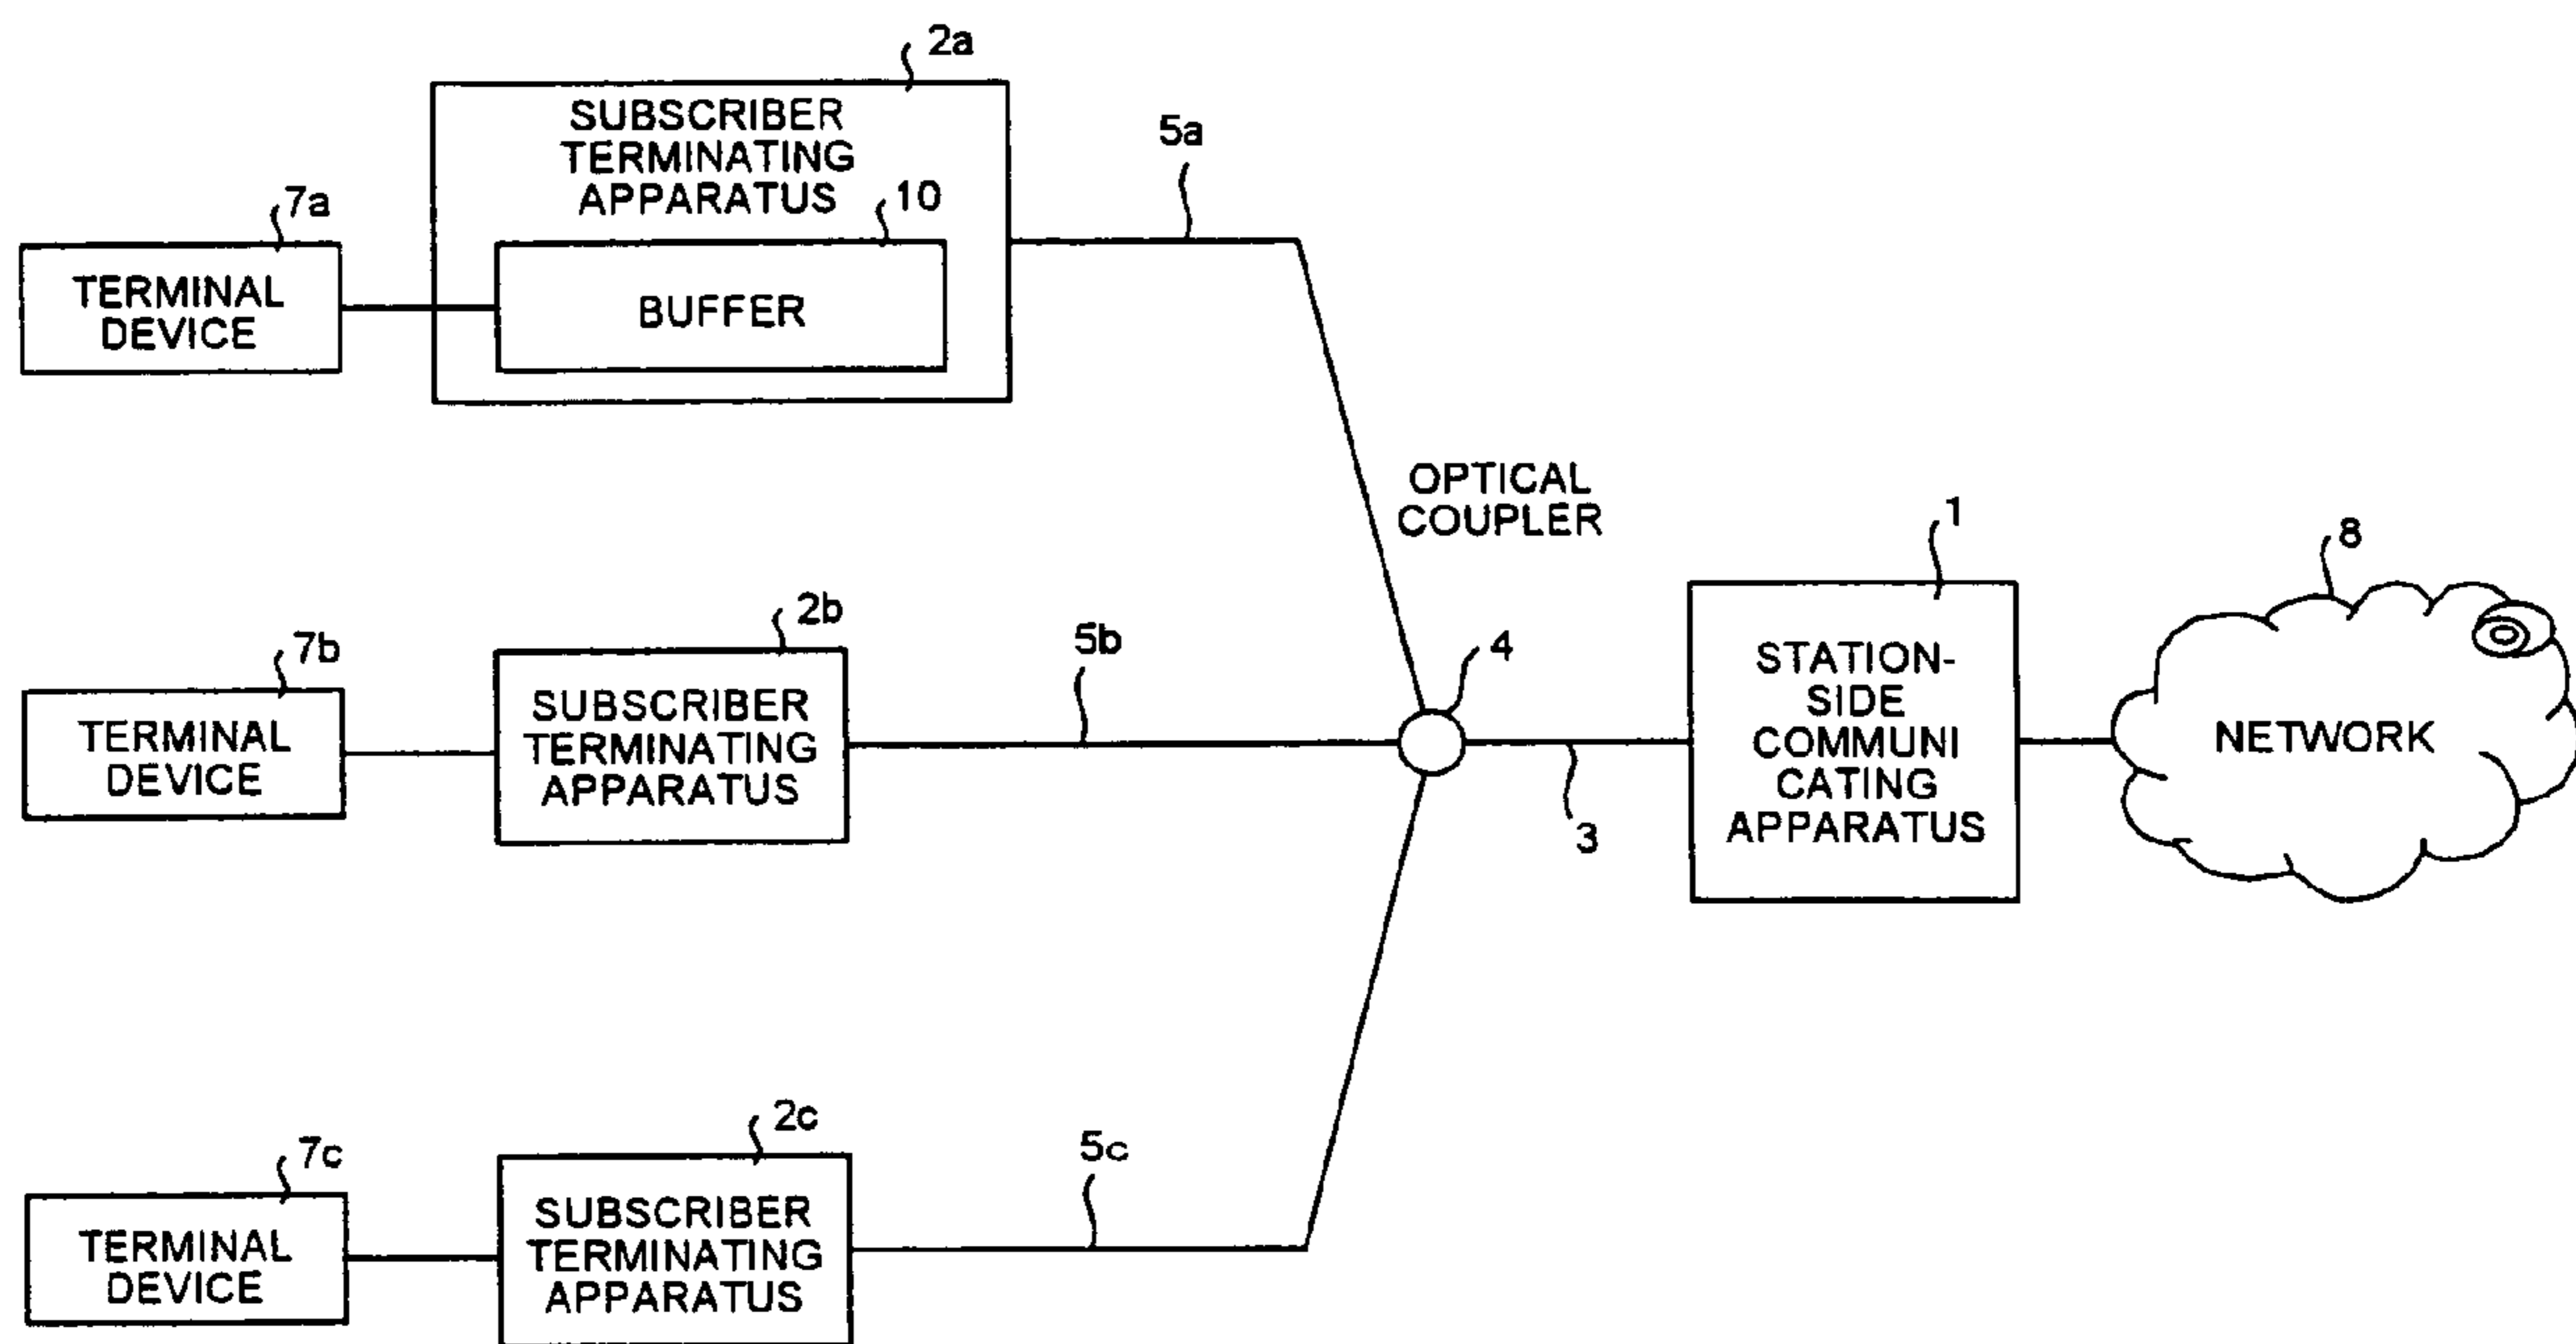 2a
SUBSCRIBER
TERMINATING
APPARATUS
10
7a
TERMINAL
DEVICE
BUFFER
5a
OPTICAL
COUPLER
1
8
2b
7b
5b
4
TERMINAL
DEVICE
SUBSCRIBER
TERMINATING
APPARATUS
STATION-
SIDE
COMMUNI
CATING
APPARATUS
NETWORK
3
2c
7c
5c
TERMINAL
DEVICE
SUBSCRIBER
TERMINATING
APPARATUS